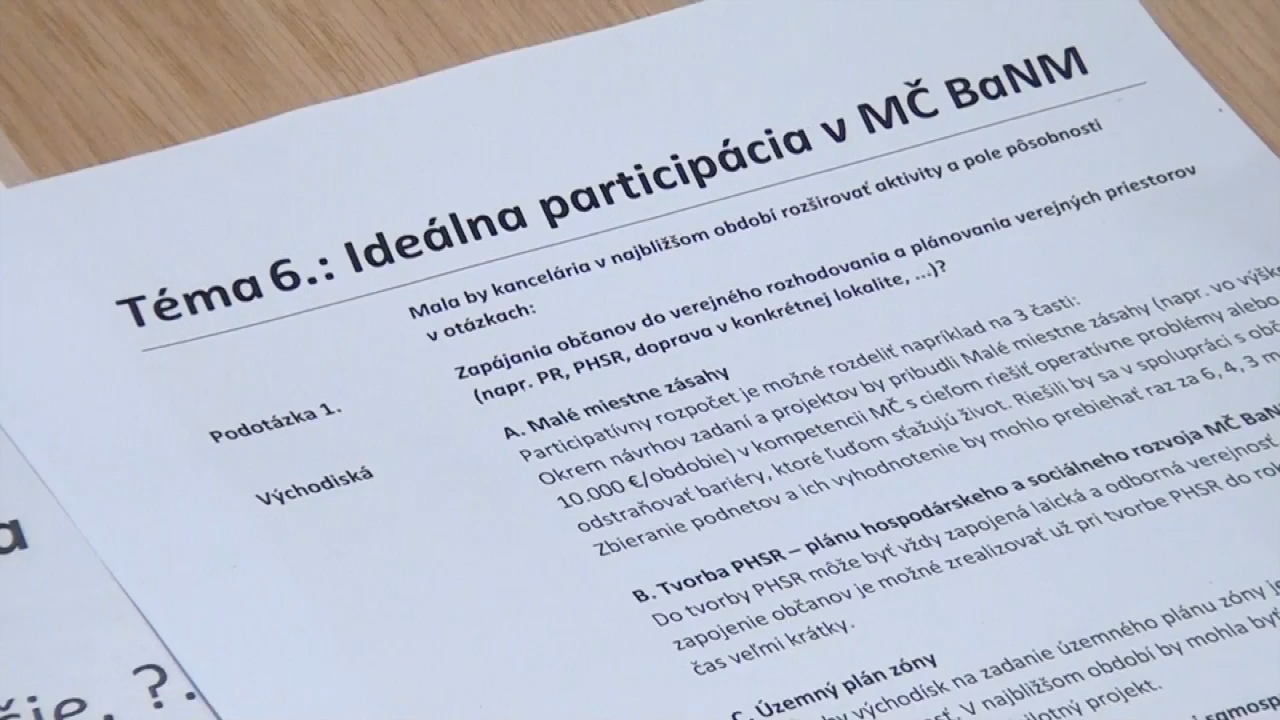 Téma 6.: Ideálna participácia v MČ BaNM
Mala by kancelária v najbližšom období rozširovať aktivity a pole pôsobnosti
v otázkach:
Podotázka 1.
Zapájania občanov do verejného rozhodovania a plánovania verejných priestorov
(napr. PR, PHSR, doprava v konkrétnej lokalite, ...)?
Východiská
A. Malé miestne zásahy
Participatívny rozpočet je možné rozdeliť napríklad na 3 časti:
Okrem návrhov zadaní a projektov by pribudli Malé miestne zásahy (napr. vo výške
10.000 €/obdobie) v kompetencii MČ s cieľom riešiť operatívne problémy alebo
odstraňovať bariéry, ktoré ľuďom sťažujú život. Riešili by sa v spolupráci s
Zbieranie podnetov a ich vyhodnotenie by mohlo prebiehať raz za 6, 4, 3
B. Tvorba PHSR – plánu hospodárskeho a sociálneho rozvoja MČ BaNM
Do tvorby PHSR môže byť vždy zapojená laická a odborná verejnosť
zapojenie občanov je možné zrealizovať už pri tvorbe PHSR do
čas veľmi krátky.
C. Územný plán zóny
východísk na zadanie územného plánu zóny
V najbližšom období by mohla byť
projekt.
a
?.